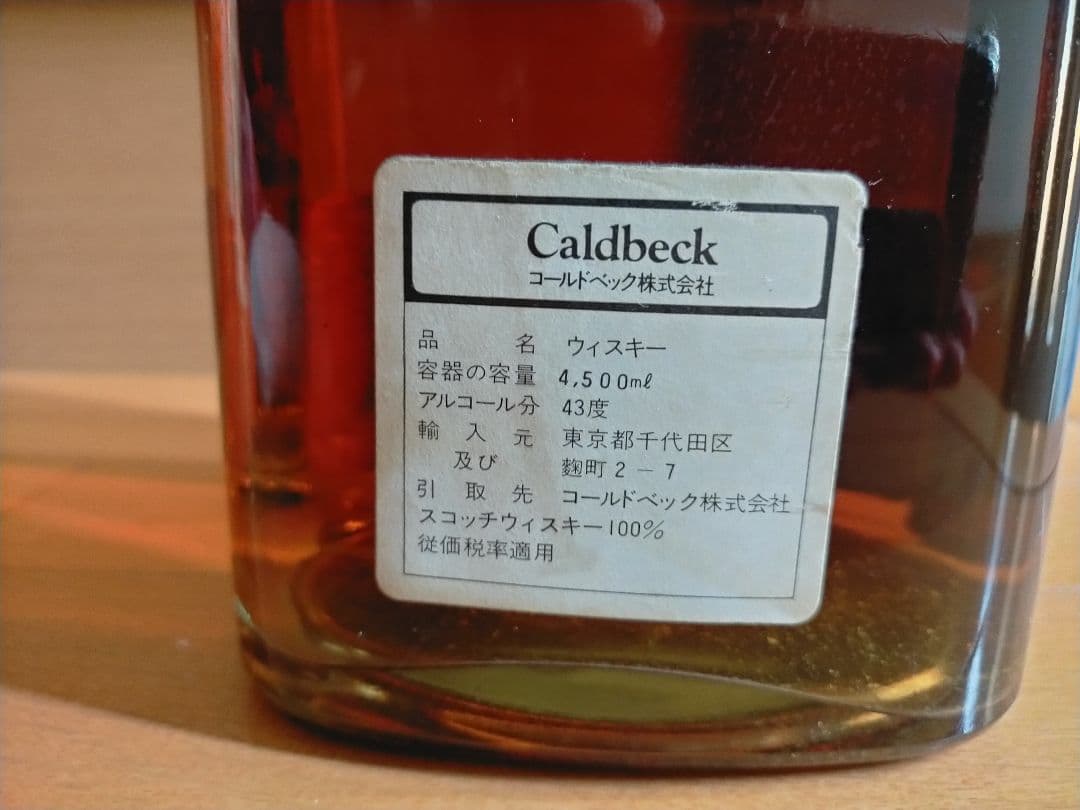 Caldbeck
コールドベック株式会社
品名 ウィスキー
容器の容量 4,500ml
アルコール分 43度
輸入元 東京都千代田区
及び 麹町2-7
引取先 コールドベック株式会社
スコッチウィスキー100%
従価税率適用